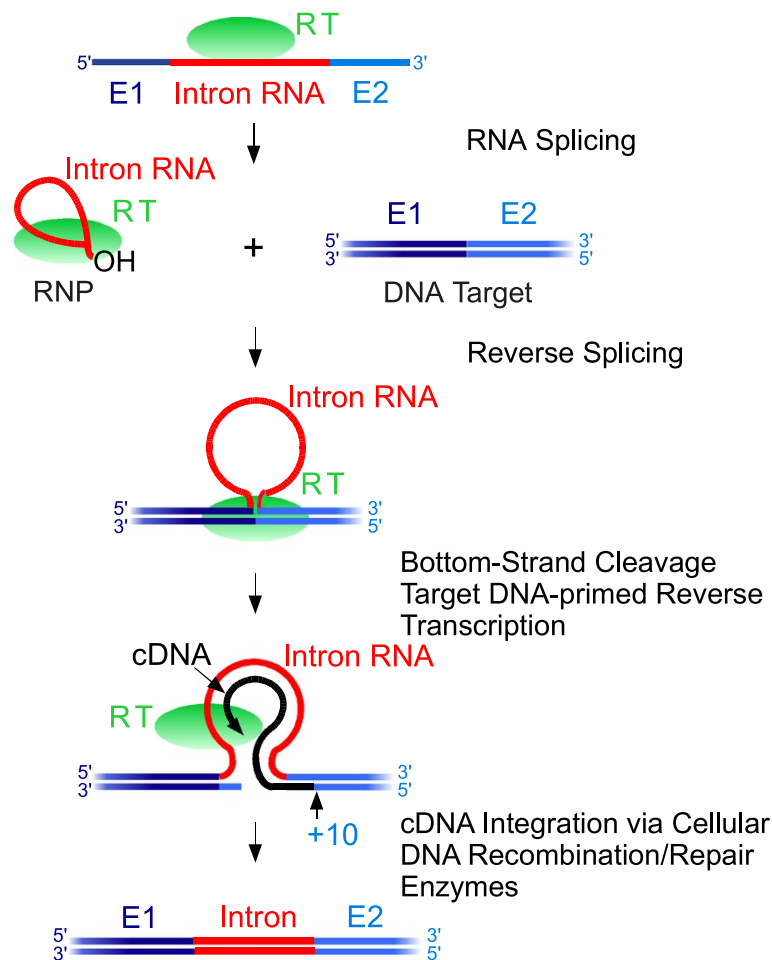 RT
5' 3'
E1 Intron RNA E2
RNA Splicing
Intron RNA
RT
E1 E2
5' 3'
3' 5'
OH
+
RNP
DNA Target
Reverse Splicing
Intron RNA
RT
5' 3'
3' 5'
Bottom-Strand Cleavage
Target DNA-primed Reverse
Transcription
cDNA
Intron RNA
RT
5' 3'
3' 5'
+10
cDNA Integration via Cellular
DNA Recombination/Repair
Enzymes
E1 Intron E2
5' 3'
3' 5'